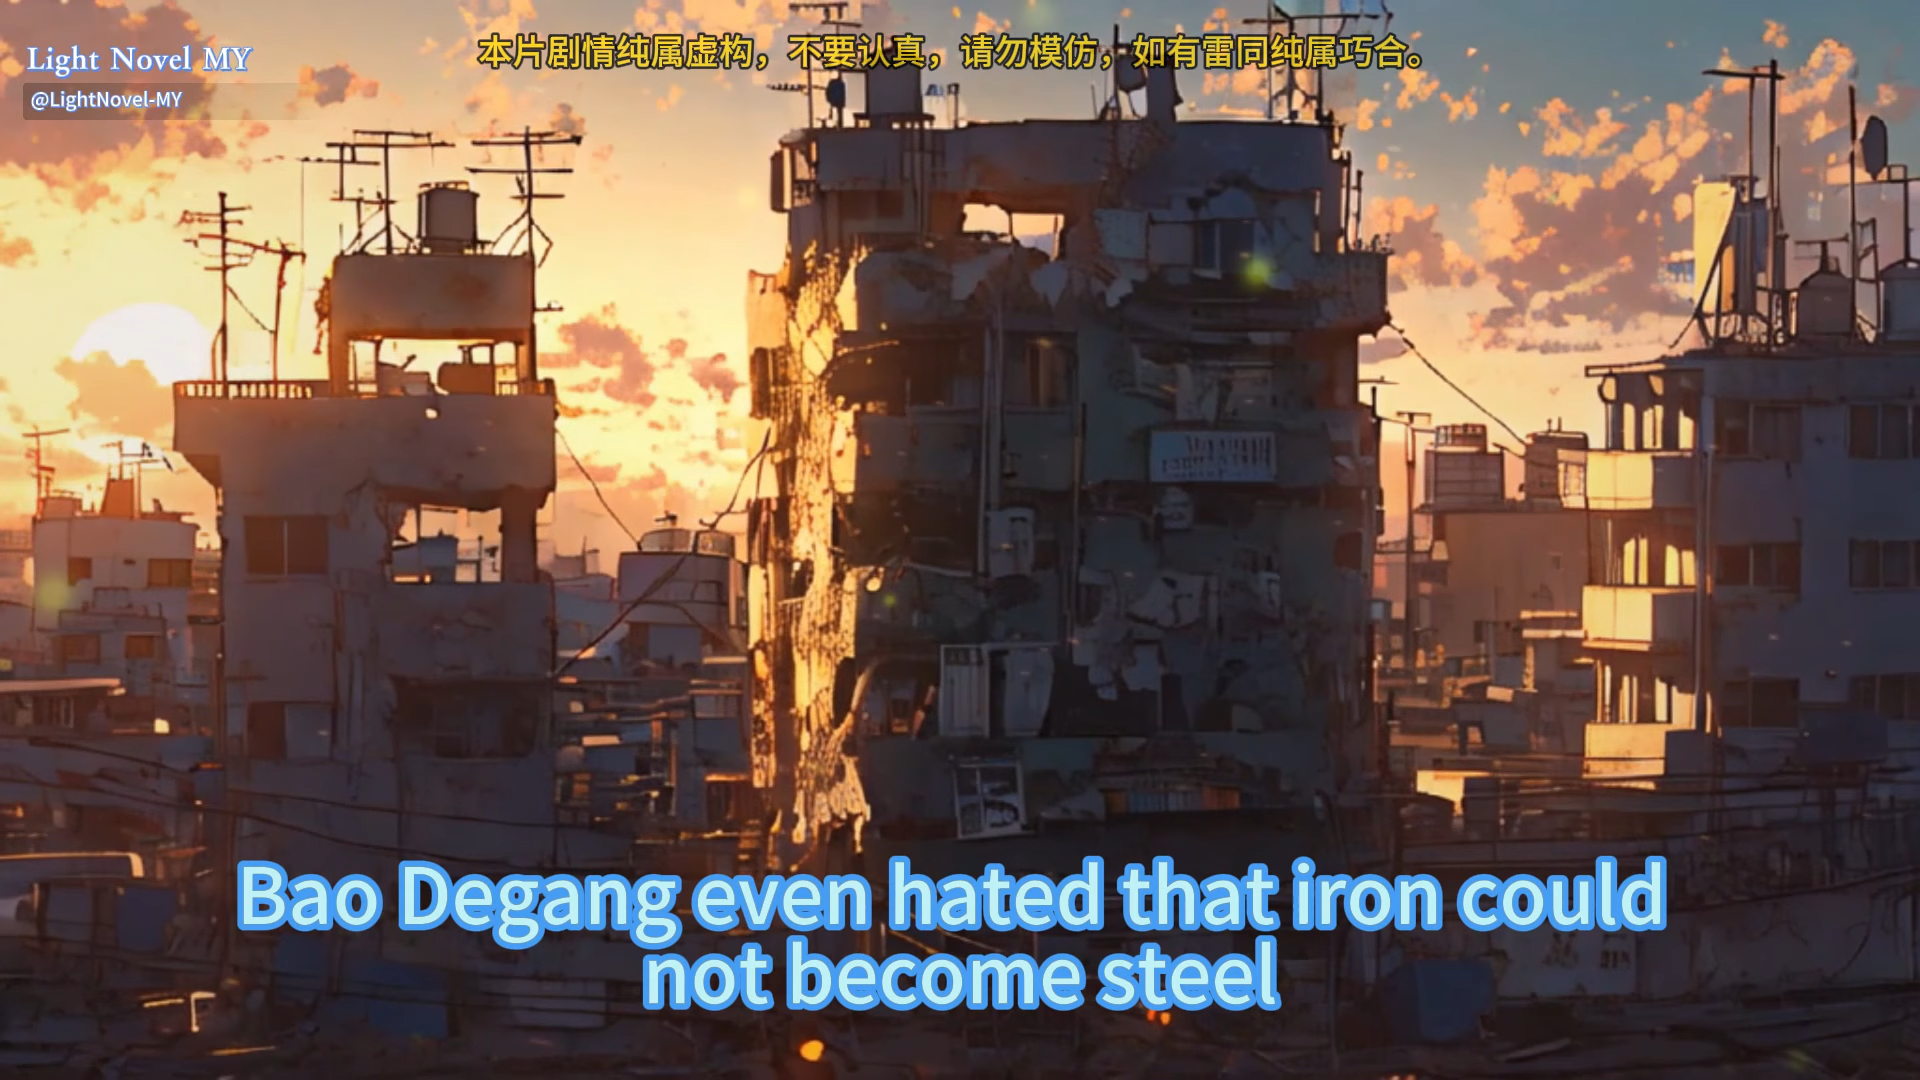 本片剧情纯属虚构，不要认真，请勿模仿，如有雷同纯属巧合。
Light Novel MY
@LightNovel-MY
Bao Degang even hated that iron could
not become steel